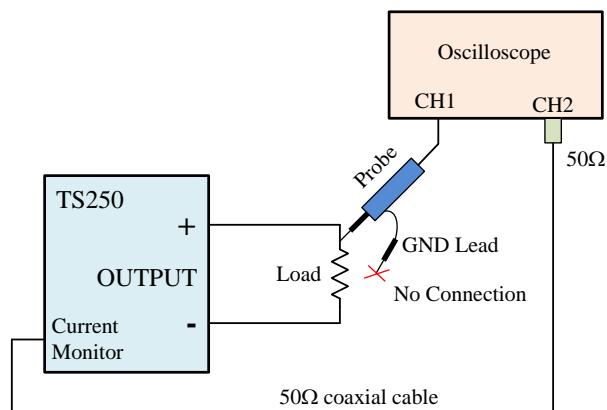 Oscilloscope
CH1
CH2
50Ω
Probe
TS250
+
GND Lead
OUTPUT
Load
No Connection
-
Current
Monitor
50Ω coaxial cable